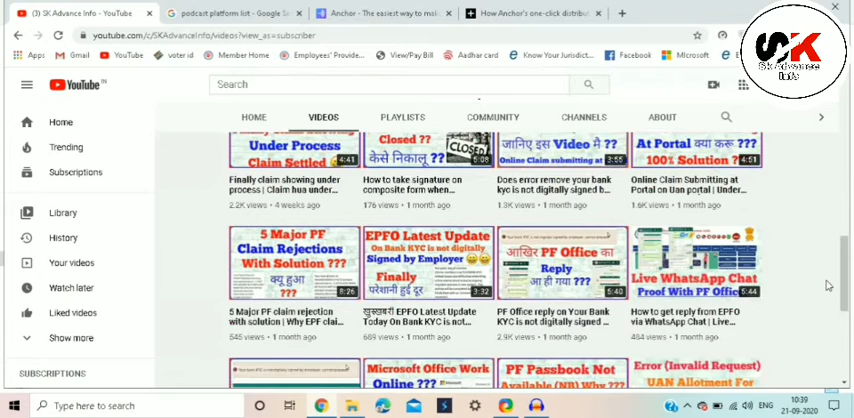 (3) SK Advance Info - YouTube
podcast platform list - Google Se
Anchor - The easiest way to mak
How Anchor's one-click distribut
youtube.com/c/SKAdvanceInfo/videos?view_as=subscriber
Apps
Gmail
YouTube
voter id
Member Home
Employees' Provide...
View/Pay Bill
Aadhar card
Know Your Jurisdict...
Facebook
Microsoft
SK
Sk Advance
Info
YouTube IN
Search
HOME
VIDEOS
PLAYLISTS
COMMUNITY
CHANNELS
ABOUT
Home
Trending
Subscriptions
Library
History
Your videos
Watch later
Liked videos
Show more
SUBSCRIPTIONS
Under Process
Claim Settled
4:41
Closed ??
CLOSED
केसे निकालू ??
5:08
जानिए इस Video मै ??
Online Claim submitting at
3:55
At Portal क्या करू ???
100% Solution ?
4:51
Finally claim showing under
process | Claim hua under...
2.2K views • 4 weeks ago
How to take signature on
composite form when...
176 views • 1 month ago
Does error remove your bank
kyc is not digitally signed b...
1.3K views • 1 month ago
Online Claim Submitting at
Portal on Uan portal | Under...
1.6K views • 1 month ago
5 Major PF
Claim Rejections
With Solution ???
क्यू हुआ
???
8:26
EPFO Latest Update
On Bank KYC is not digitally
Signed by Employer
Finally
परेशानी हुई दूर
3:32
आखिर PF Office का
Reply
आ ही गया ???
5:40
Live WhatsApp Chat
Proof With PF Office
5:44
5 Major PF claim rejection
with solution | Why EPF clai...
545 views • 1 month ago
खुशखबरी EPFO Latest Update
Today On Bank KYC is not...
689 views • 1 month ago
PF Office reply on Your Bank
KYC is not digitally signed ...
2.9K views • 1 month ago
How to get reply from EPFO
via WhatsApp Chat | Live...
464 views • 1 month ago
Microsoft Office Work
Online ???
PF Passbook Not
Available (NB) Why ???
Error (Invalid Request)
UAN Allotment For
Type here to search
ENG
10:39
21-09-2020